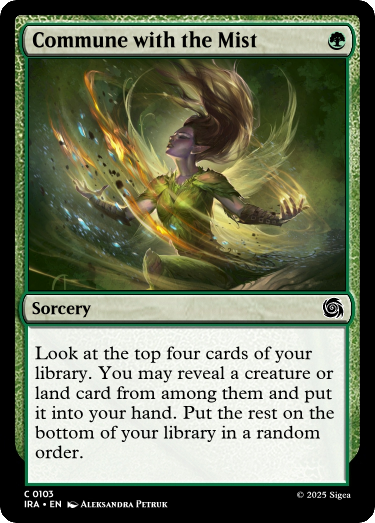 Commune with the Mist
Sorcery
Look at the top four cards of your
library. You may reveal a creature or
land card from among them and put
it into your hand. Put the rest on the
bottom of your library in a random
order.
C 0103
IRA • EN Aleksandra Petruk
© 2025 Sigea